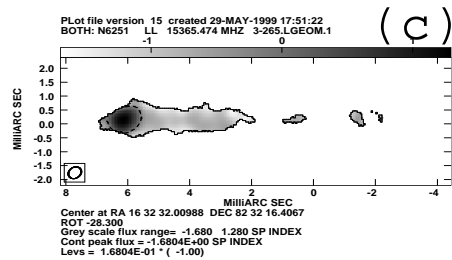 PLot file version 15 created 29-MAY-1999 17:51:22
BOTH: N6251 LL 15365.474 MHZ 3-265.LGEOM.1
(C)
-1 0
2.0
1.5
1.0
0.5
0.0
-0.5
-1.0
-1.5
-2.0
MilliARC SEC
8 6 4 2 0 -2 -4
MilliARC SEC
Center at RA 16 32 32.00988 DEC 82 32 16.4067
ROT -28.300
Grey scale flux range= -1.680 1.280 SP INDEX
Cont peak flux = -1.6804E+00 SP INDEX
Levs = 1.6804E-01 * ( -1.00)